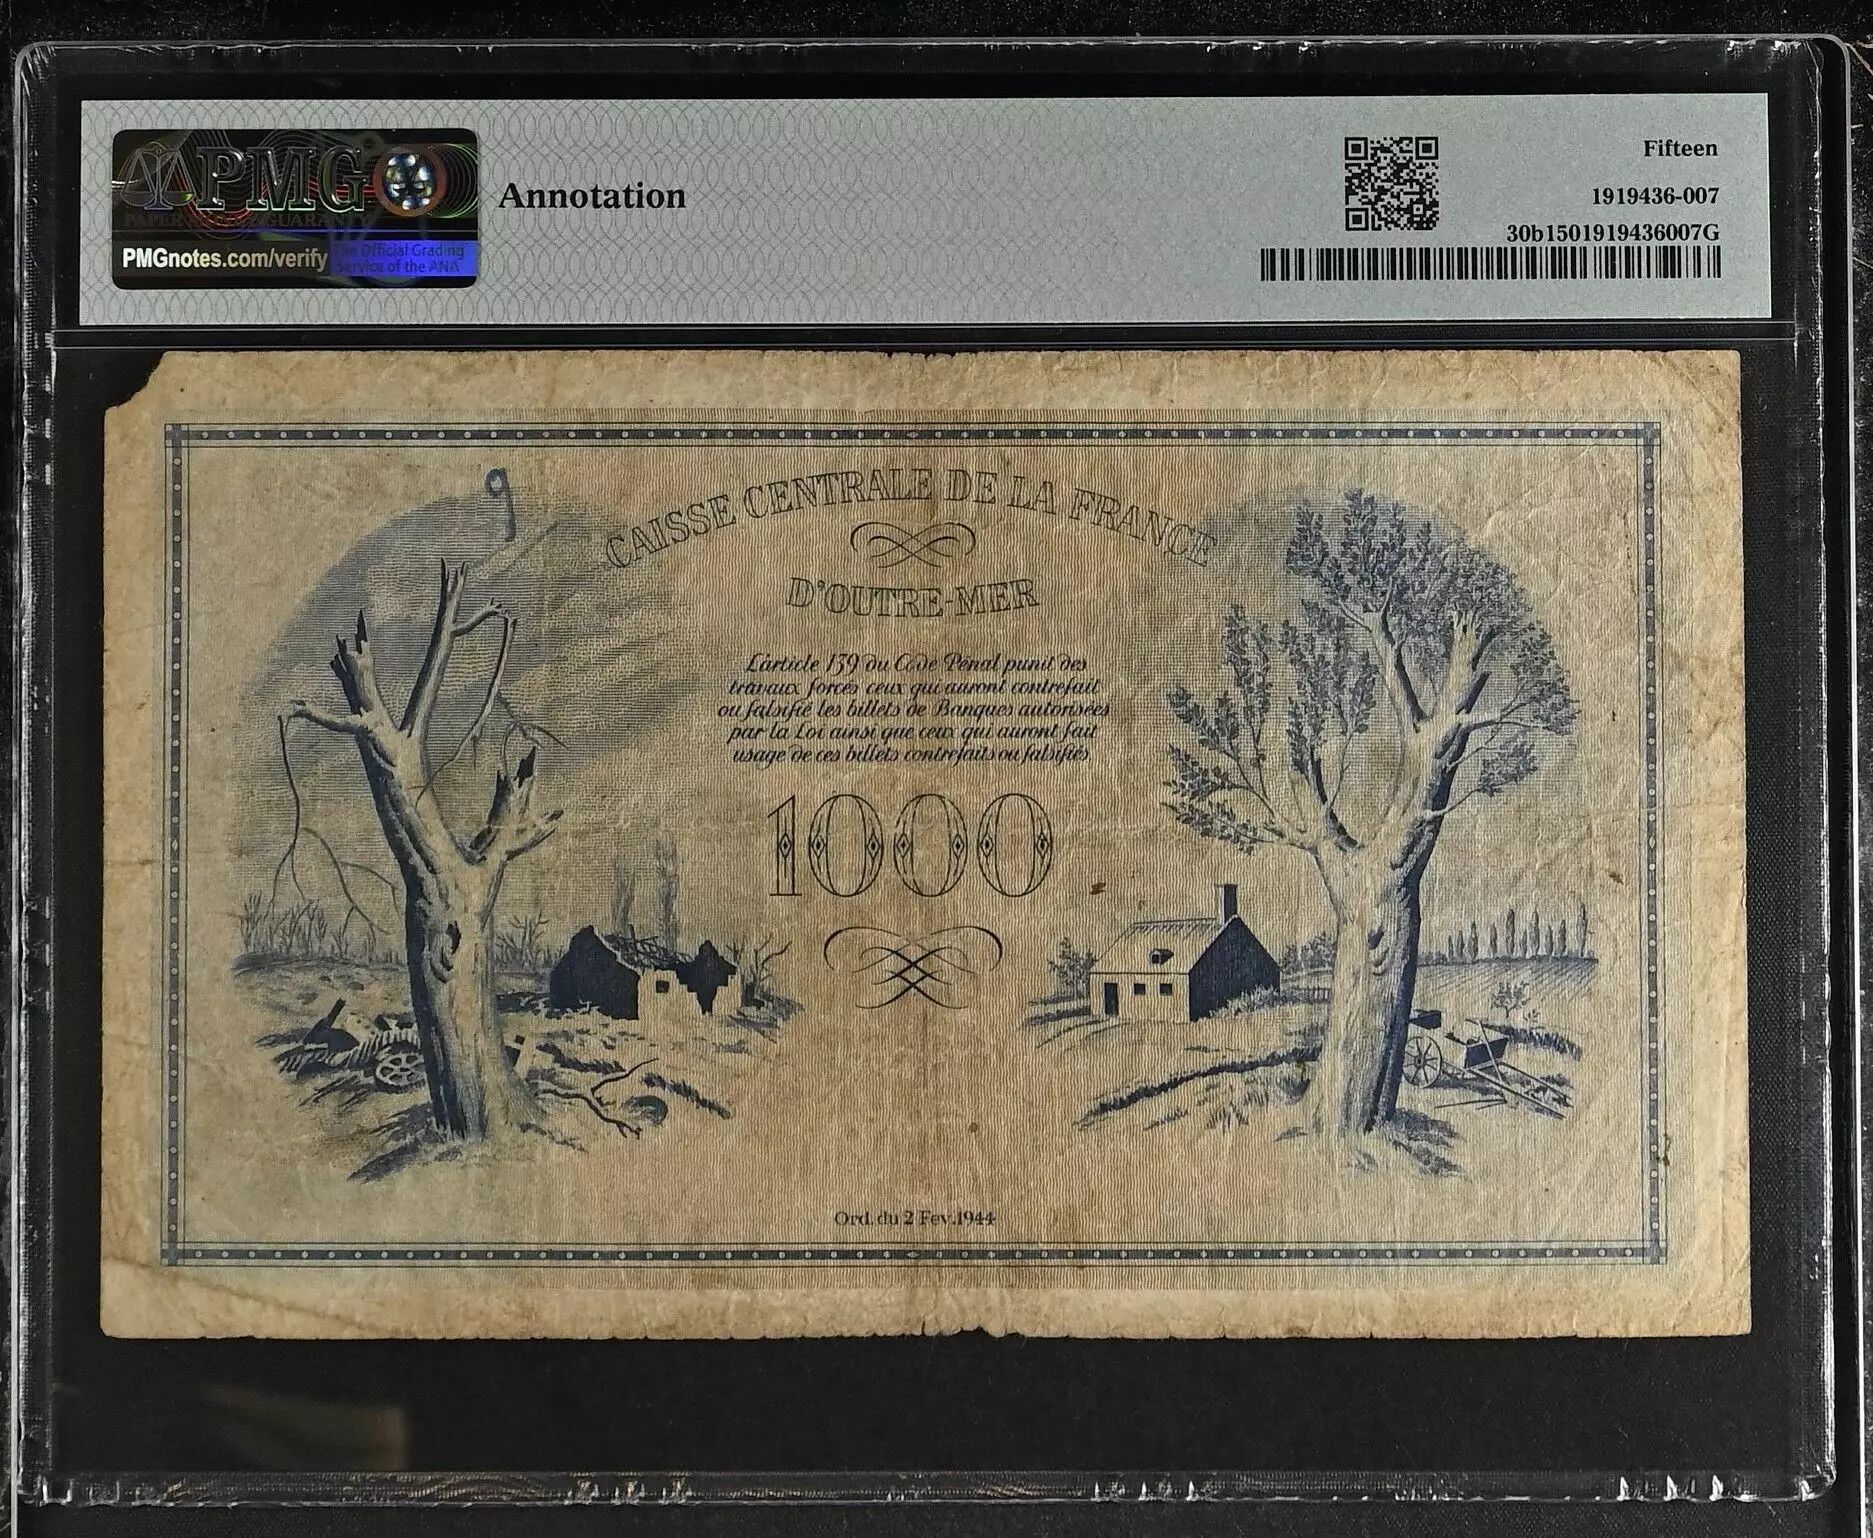 PMG
PAPER MONEY GUARANTY
PMGnotes.com/verify
The Official Grading
Service of the ANA
Annotation
Fifteen
1919436-007
30b1501919436007G
9
CAISSE CENTRALE DE LA FRANCE
D'OUTRE-MER
L'article 139 du Code Pénal punit des
travaux forcés ceux qui auront contrefait
ou falsifié les billets de Banques autorisées
par la Loi ainsi que ceux qui auront fait
usage de ces billets contrefaits ou falsifiés
1000
Ord. du 2 Fev. 1944